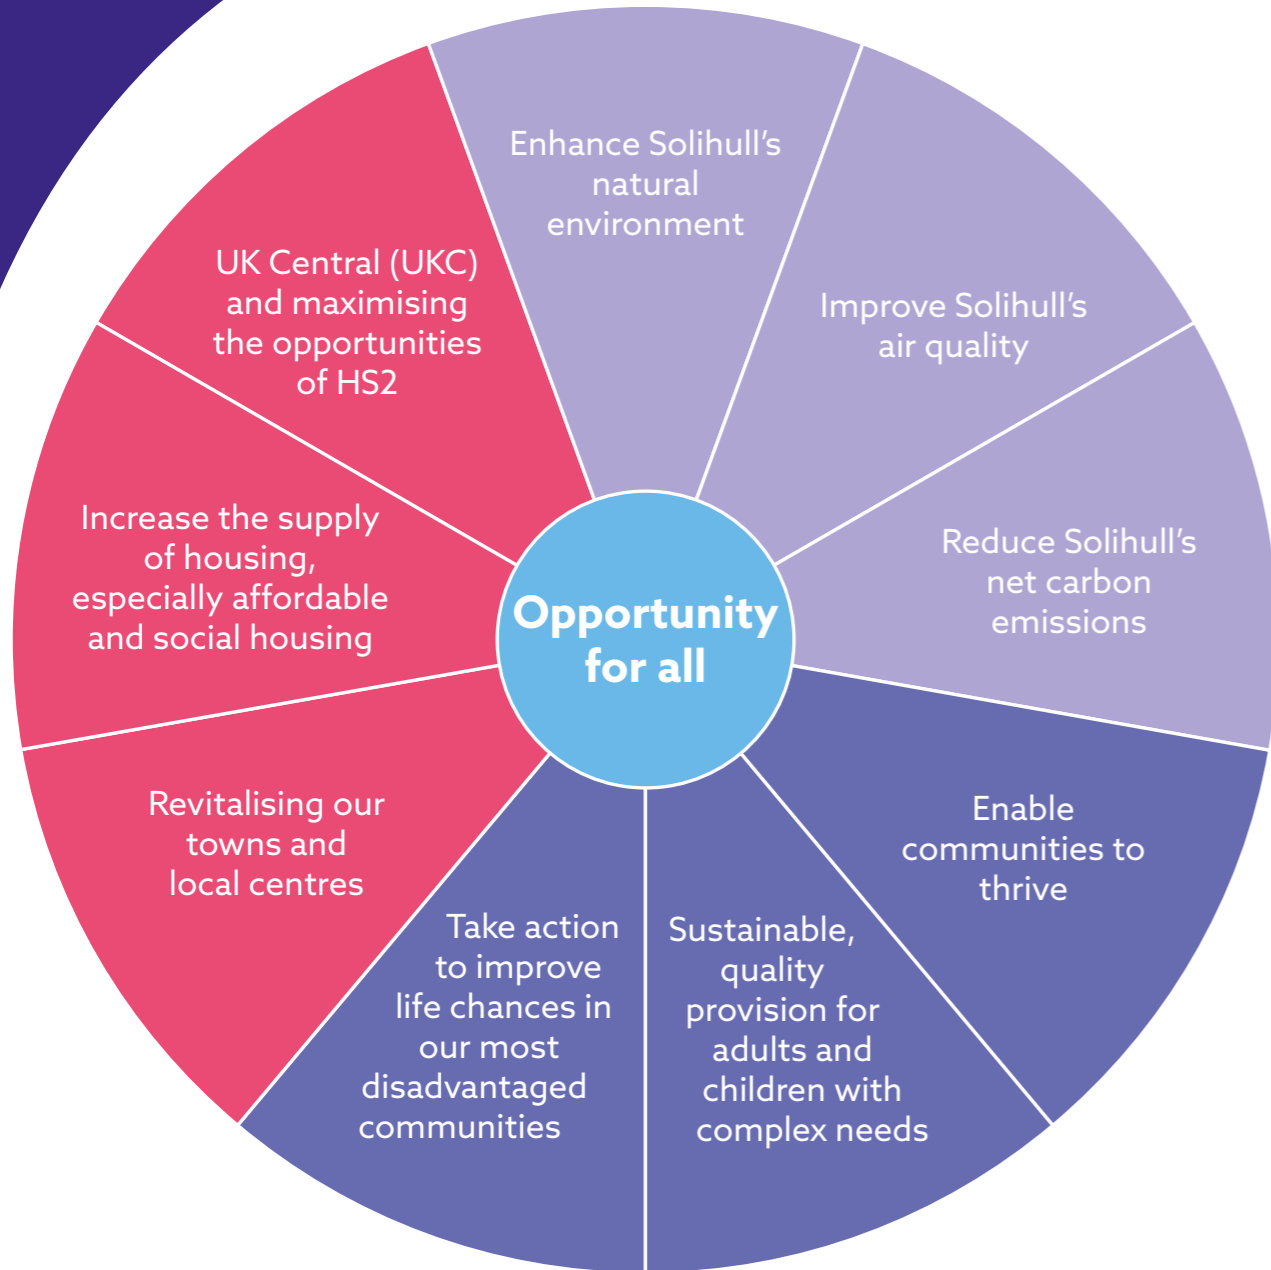 Enhance Solihull’s
natural
environment
Improve Solihull’s
air quality
Reduce Solihull’s
net carbon
emissions
Enable
communities to
thrive
Sustainable,
quality
provision for
adults and
children with
complex needs
Take action
to improve
life chances in
our most
disadvantaged
communities
Revitalising our
towns and
local centres
Increase the supply
of housing,
especially affordable
and social housing
UK Central (UKC)
and maximising
the opportunities
of HS2
Opportunity
for all